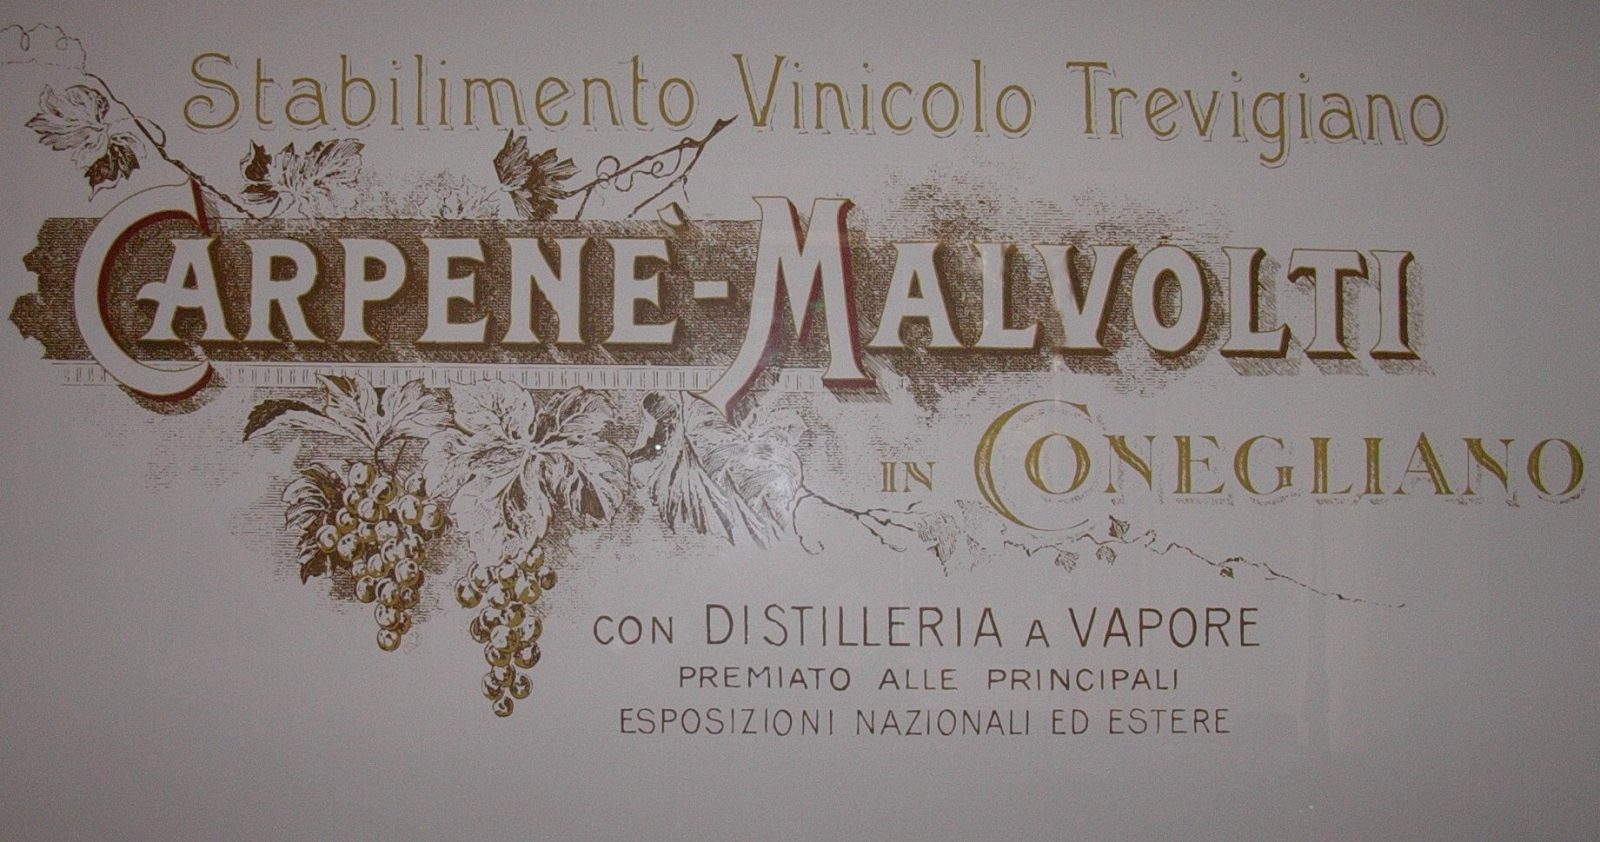 Stabilimento Vinicolo Trevigiano
CARPENÈ-MALVOLTI
IN CONEGLIANO
CON DISTILLERIA A VAPORE
PREMIATO ALLE PRINCIPALI
ESPOSIZIONI NAZIONALI ED ESTERE